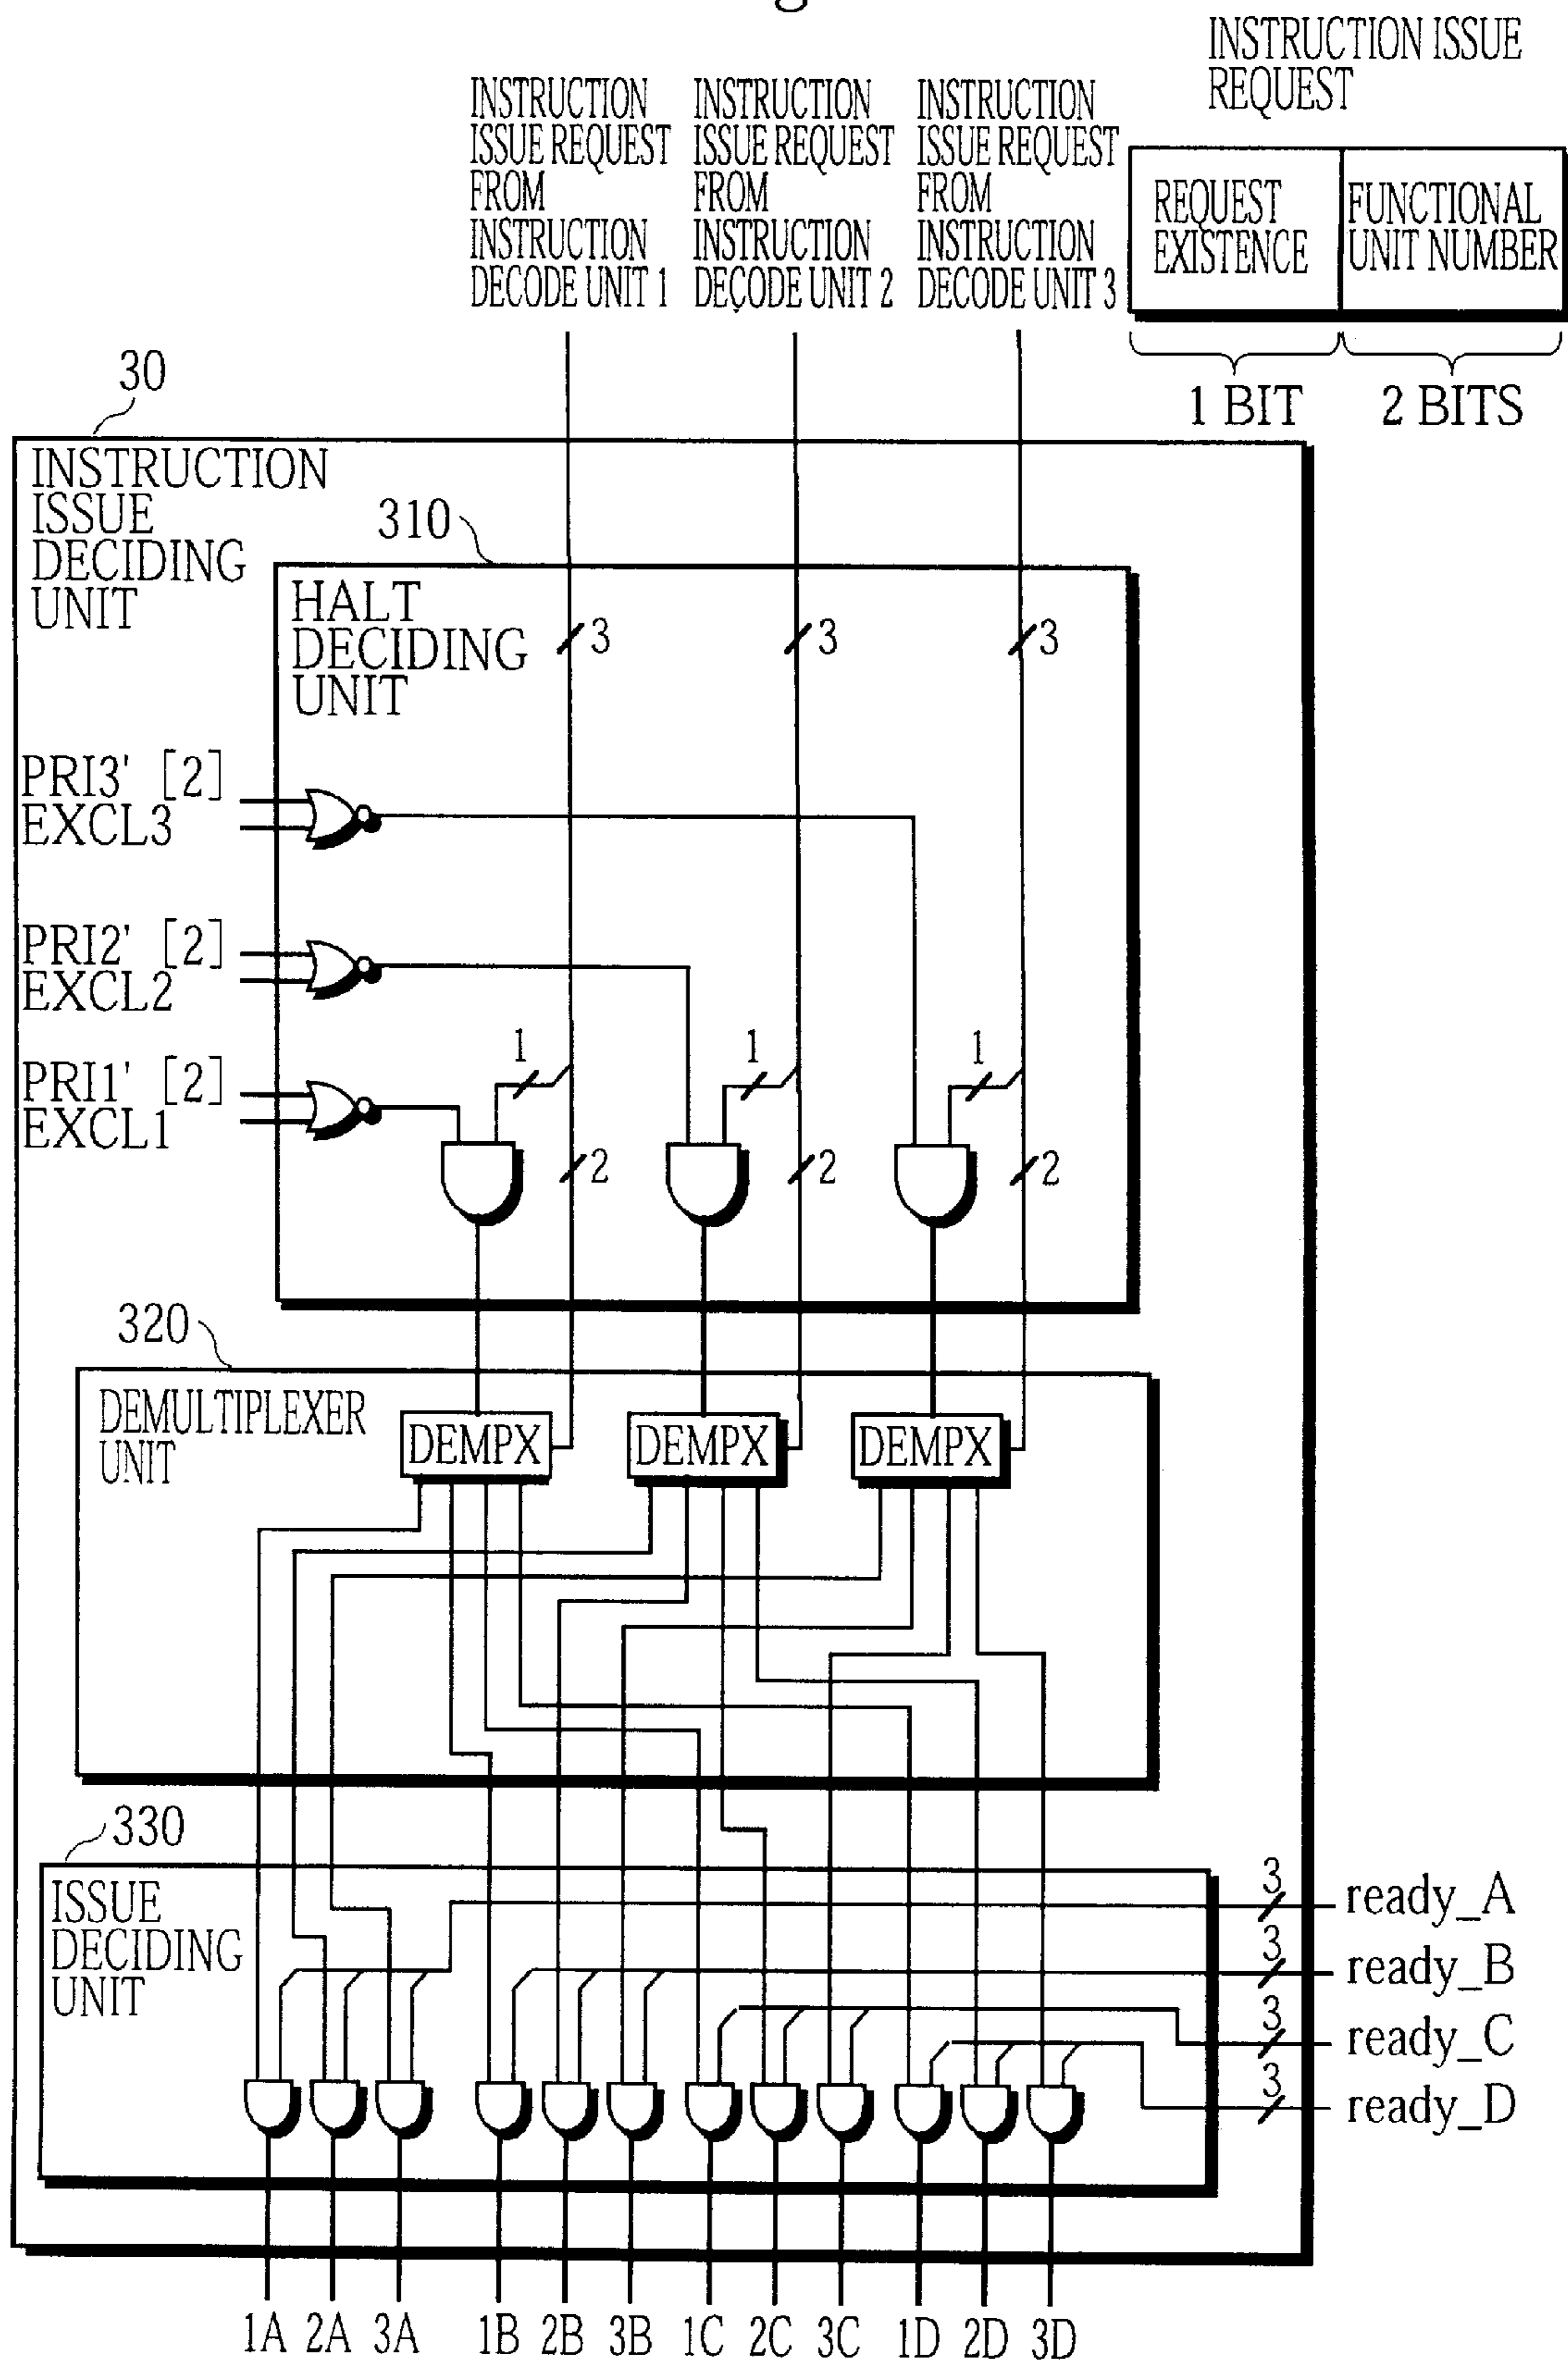 INSTRUCTION ISSUE
REQUEST
INSTRUCTION
ISSUE REQUEST
FROM
INSTRUCTION
DECODE UNIT 1
INSTRUCTION
ISSUE REQUEST
FROM
INSTRUCTION
DECODE UNIT 2
INSTRUCTION
ISSUE REQUEST
FROM
INSTRUCTION
DECODE UNIT 3
REQUEST
EXISTENCE
FUNCTIONAL
UNIT NUMBER
1 BIT
2 BITS
30
INSTRUCTION
ISSUE
DECIDING
UNIT
310
HALT
DECIDING
UNIT
3
3
3
PRI3' [2]
EXCL3
PRI2' [2]
EXCL2
PRI1' [2]
EXCL1
1
1
1
2
2
2
320
DEMULTIPLEXER
UNIT
DEMPX
DEMPX
DEMPX
330
ISSUE
DECIDING
UNIT
3
ready_A
3
ready_B
3
ready_C
3
ready_D
1A
2A
3A
1B
2B
3B
1C
2C
3C
1D
2D
3D